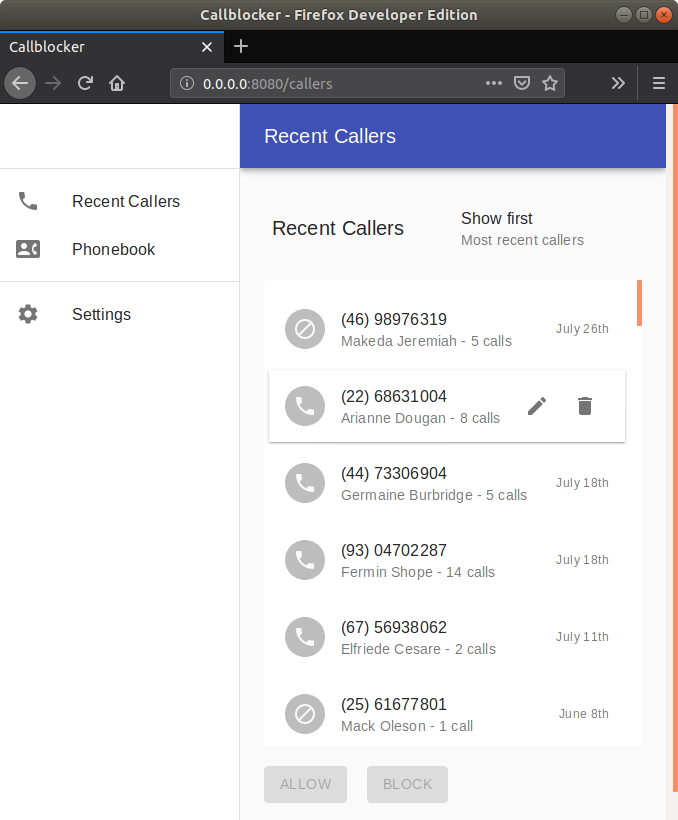 Callblocker - Firefox Developer Edition
Callblocker
0.0.0.0:8080/callers
Recent Callers
Recent Callers
Phonebook
Settings
Recent Callers
Show first
Most recent callers
(46) 98976319
Makeda Jeremiah - 5 calls
July 26th
(22) 68631004
Arianne Dougan - 8 calls
(44) 73306904
Germaine Burbridge - 5 calls
July 18th
(93) 04702287
Fermin Shope - 14 calls
July 18th
(67) 56938062
Elfriede Cesare - 2 calls
July 11th
(25) 61677801
Mack Oleson - 1 call
June 8th
ALLOW
BLOCK